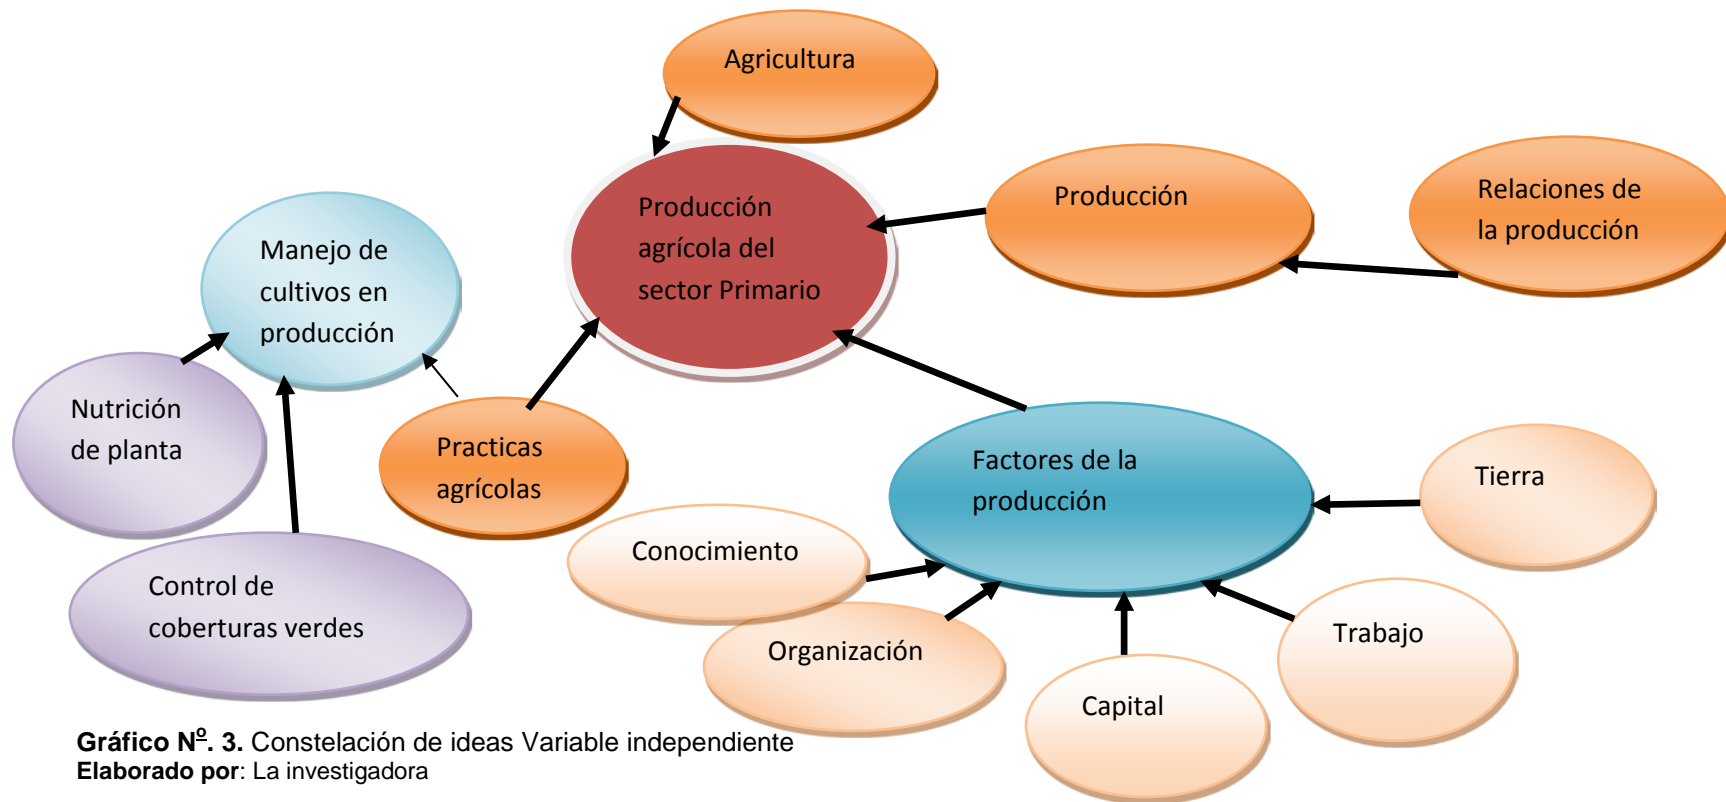 Agricultura
Producción
agrícola del
sector Primario
Producción
Relaciones de
la producción
Manejo de
cultivos en
producción
Nutrición
de planta
Practicas
agrícolas
Control de
coberturas verdes
Factores de la
producción
Tierra
Conocimiento
Organización
Capital
Trabajo
Gráfico Nº. 3. Constelación de ideas Variable independiente
Elaborado por: La investigadora